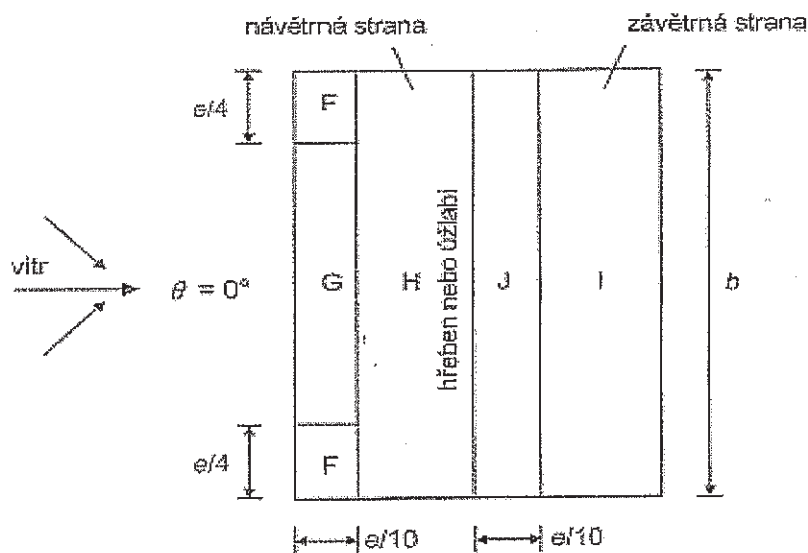 návětrná strana
závětrná strana
e/4
F
vítr
θ = 0°
G
H
hřeben nebo úžlabí
J
I
b
e/4
F
e/10
e/10